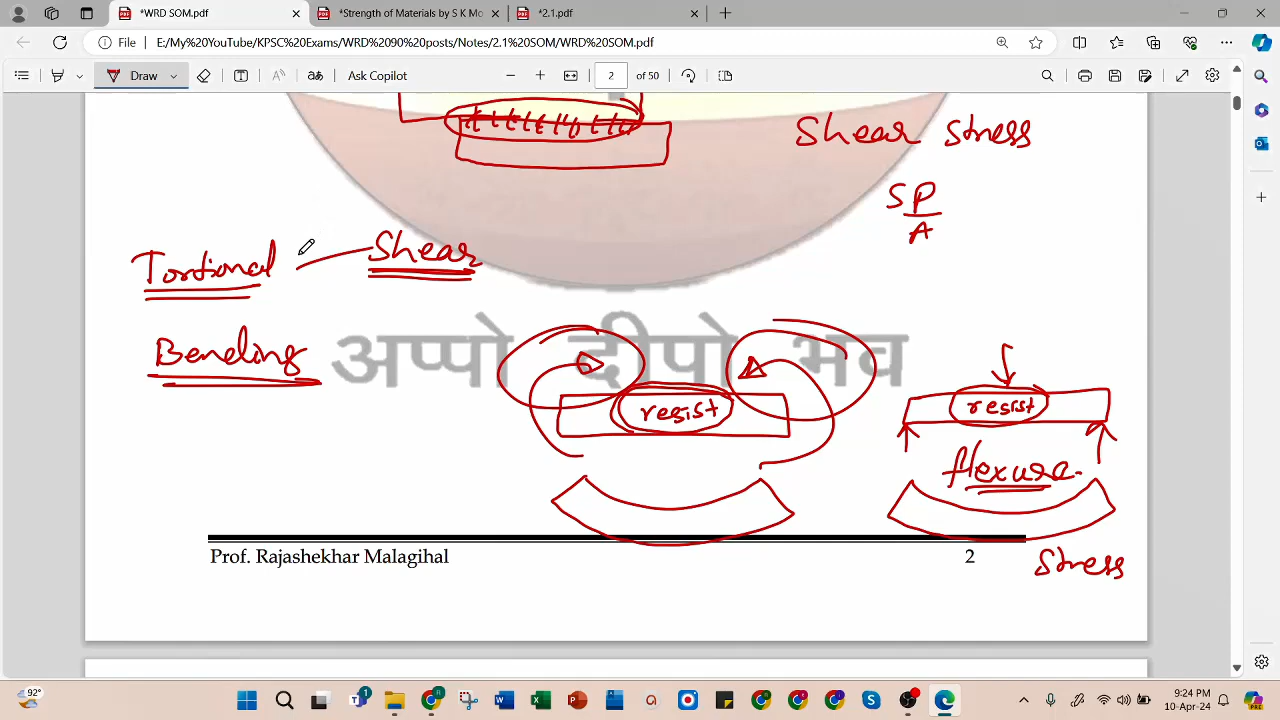 *WRD SOM.pdf
*Strength of Materials by S K Mo
*2.1.pdf
File
E:/My%20YouTube/KPSC%20Exams/WRD%2090%20posts/Notes/2.1%20SOM/WRD%20SOM.pdf
Draw
Ask Copilot
2 of 50
Shear Stress
SP
A
Tortional
Shear
Bending
अप्पो दीपो भव
resist
resist
flexure
Stress
Prof. Rajashekhar Malagihal
2
92°
9:24 PM
10-Apr-24